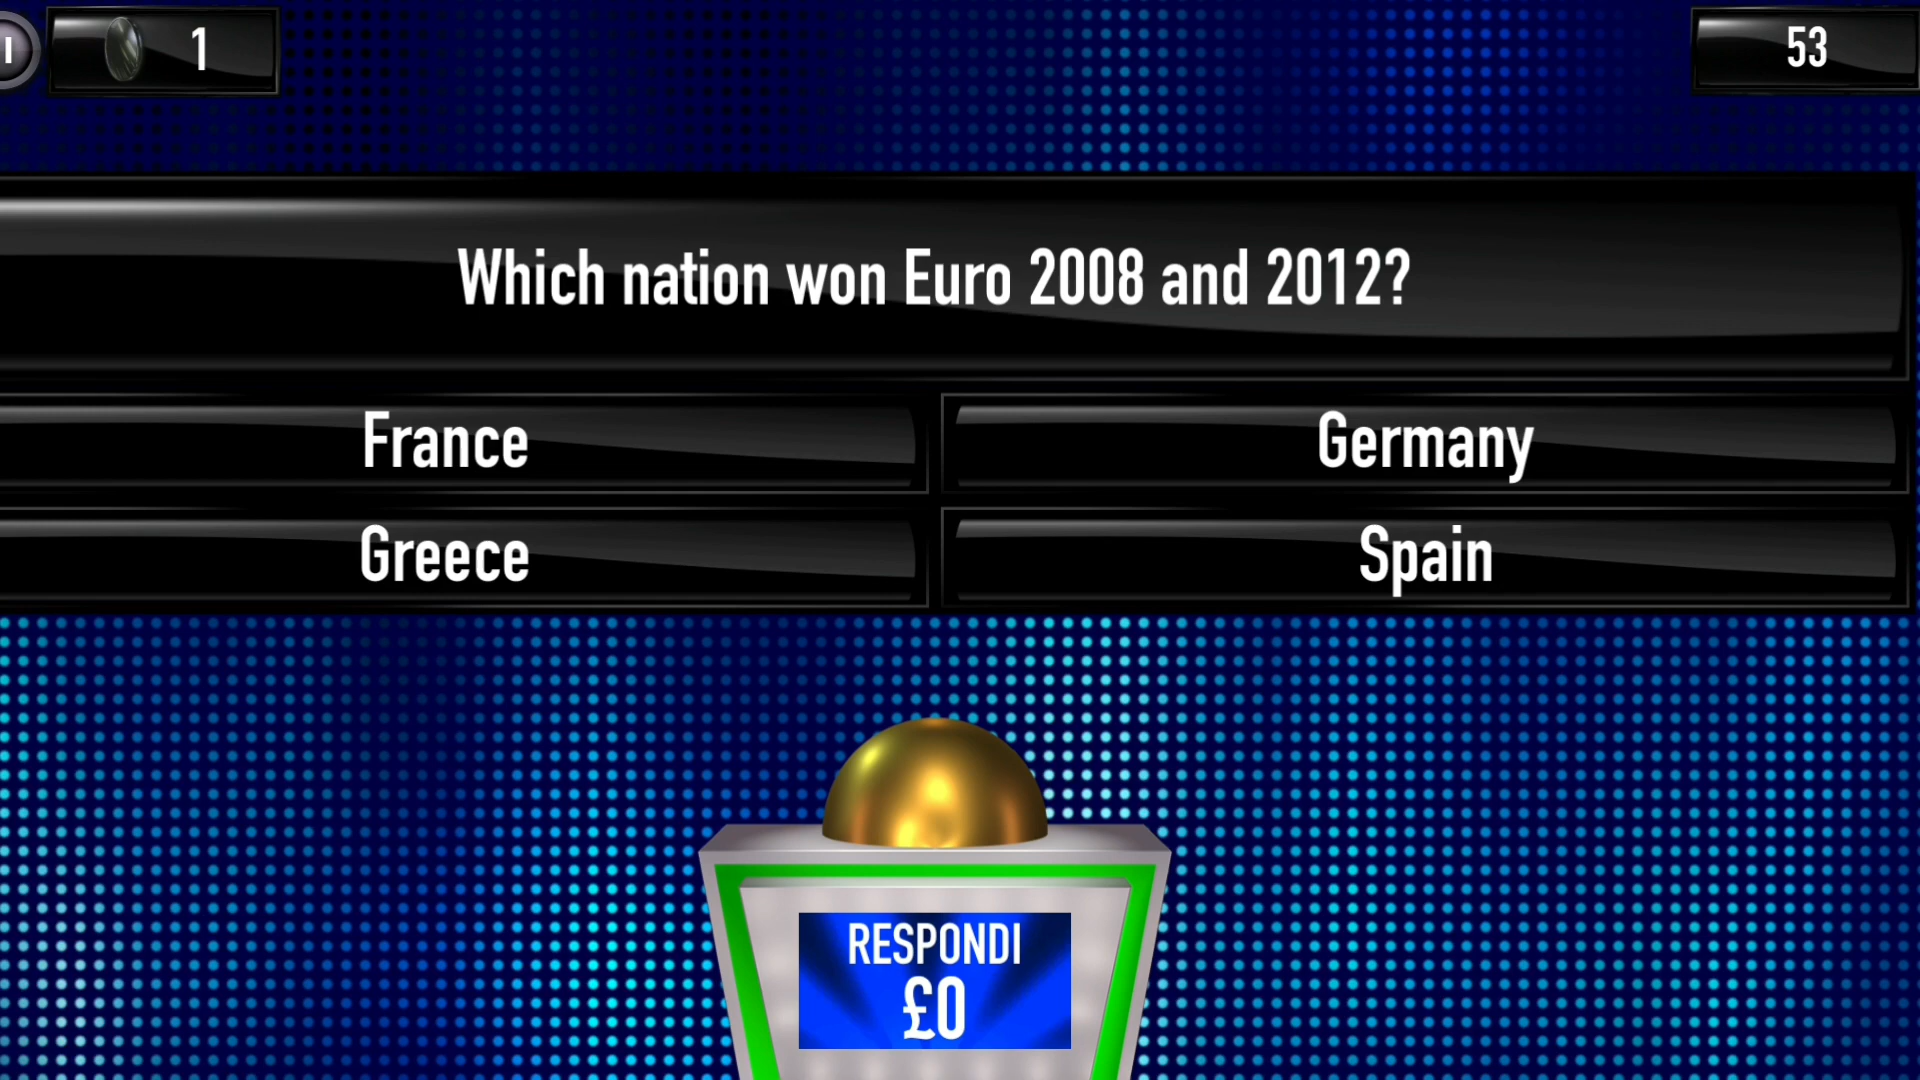 1
53
Which nation won Euro 2008 and 2012?
France
Germany
Greece
Spain
RESPONDI
£0